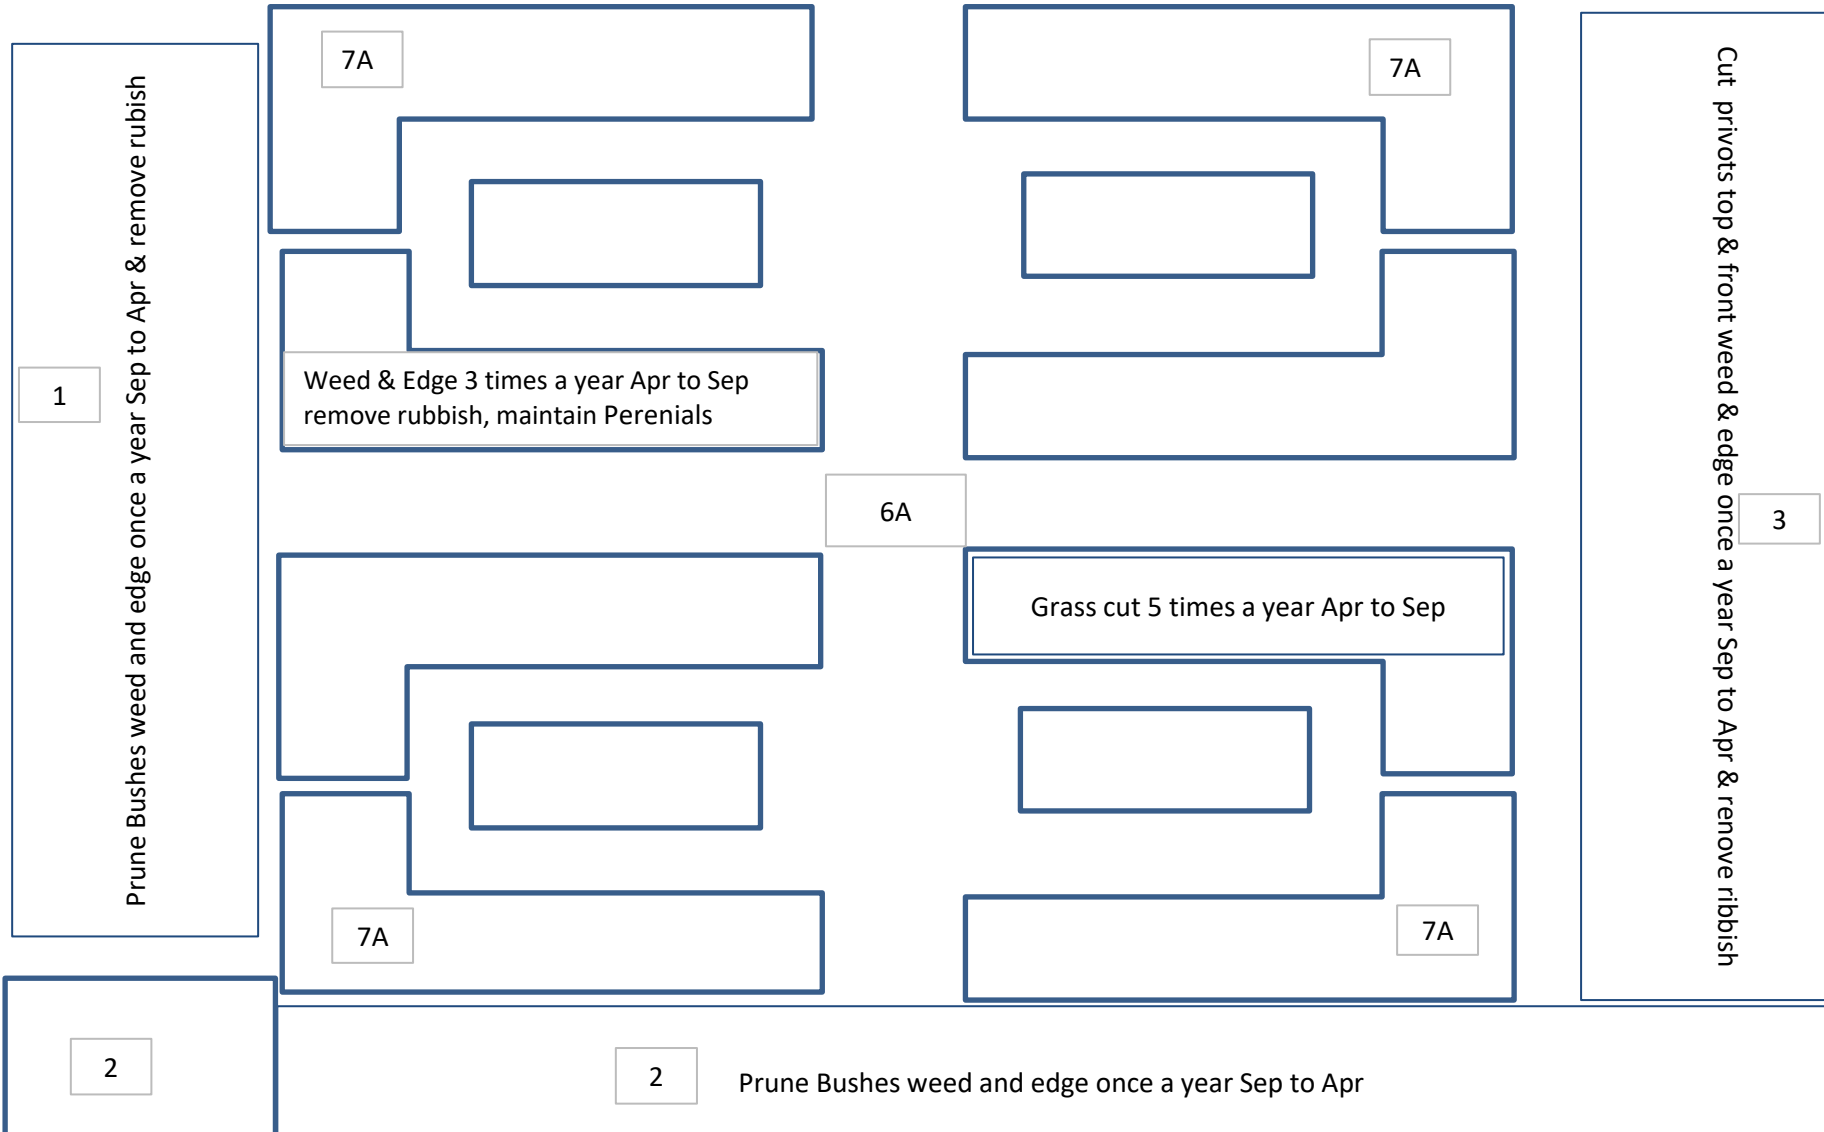 7A
7A
Prune Bushes weed and edge once a year Sep to Apr & remove rubish
1
Weed & Edge 3 times a year Apr to Sep
remove rubbish, maintain Perenials
6A
Grass cut 5 times a year Apr to Sep
Cut privots top & front weed & edge once a year Sep to Apr & renove ribbish
3
7A
7A
2
2
Prune Bushes weed and edge once a year Sep to Apr